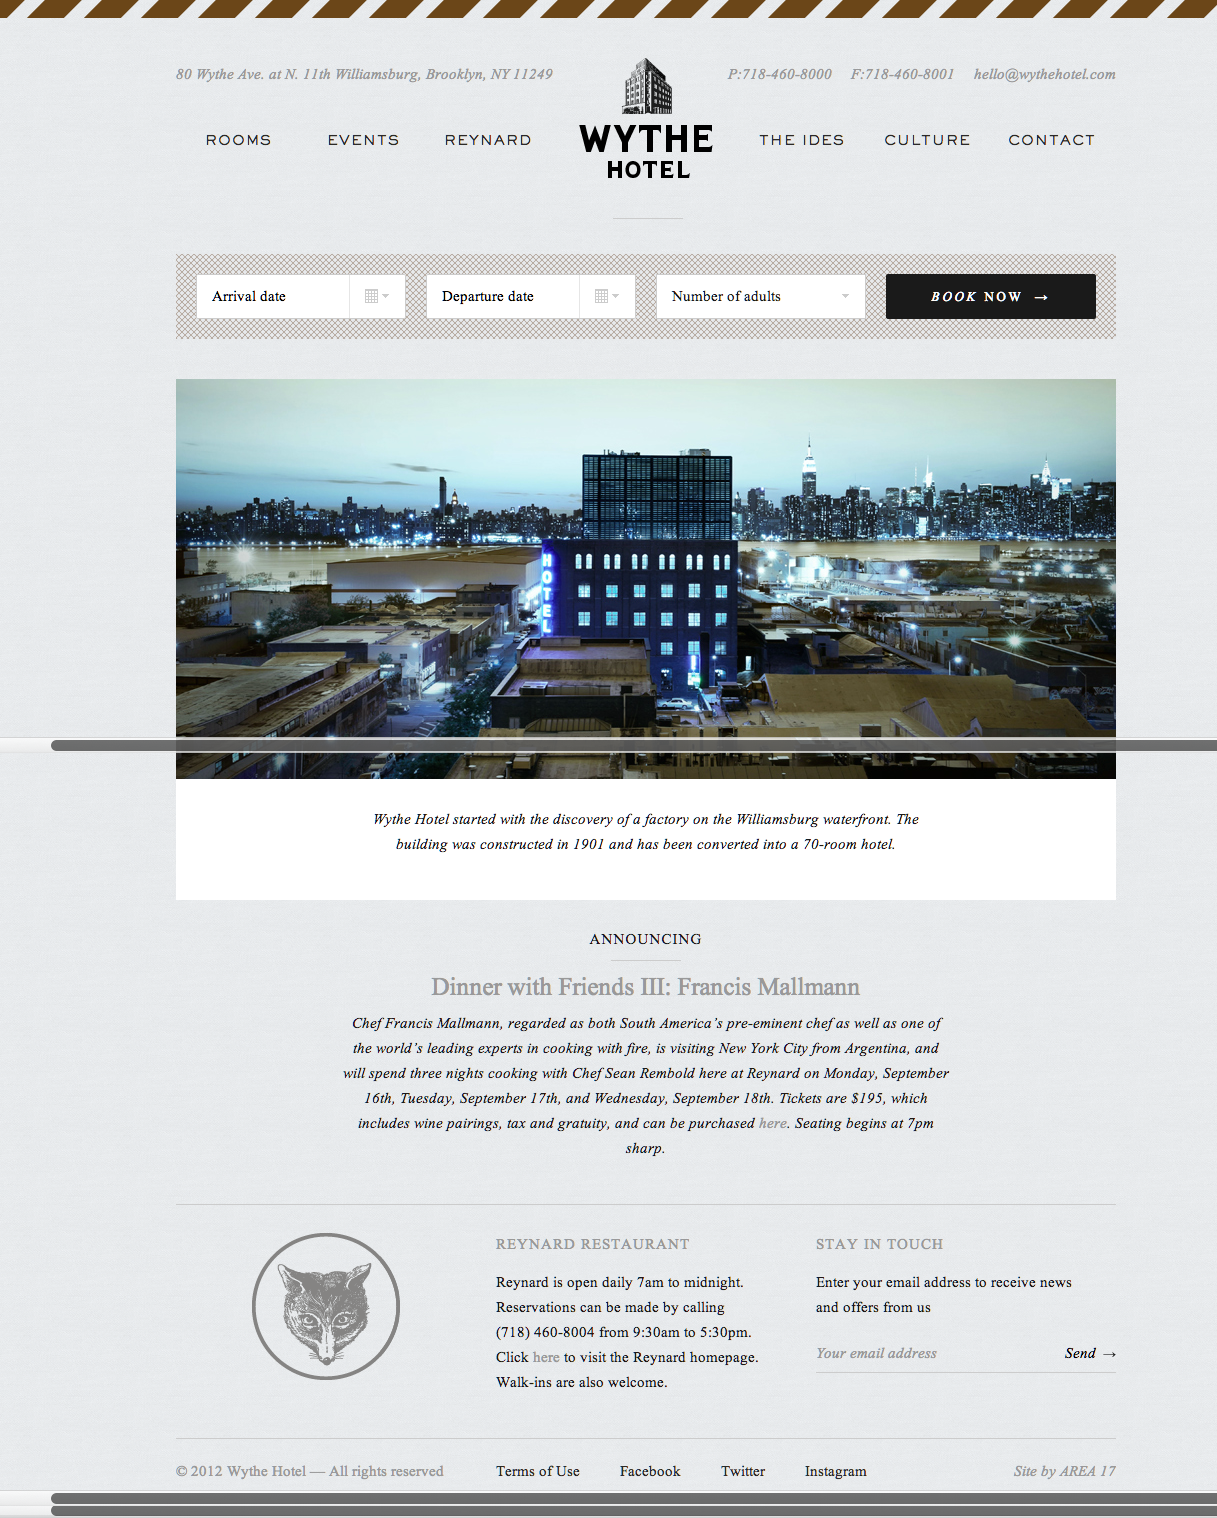 80 Wythe Ave. at N. 11th Williamsburg, Brooklyn, NY 11249
P:718-460-8000 F:718-460-8001 hello@wythehotel.com
ROOMS EVENTS REYNARD
WYTHE
HOTEL
THE IDES CULTURE CONTACT
Arrival date
Departure date
Number of adults
BOOK NOW →
HOTEL
Wythe Hotel started with the discovery of a factory on the Williamsburg waterfront. The
building was constructed in 1901 and has been converted into a 70-room hotel.
ANNOUNCING
Dinner with Friends III: Francis Mallmann
Chef Francis Mallmann, regarded as both South America’s pre-eminent chef as well as one of
the world’s leading experts in cooking with fire, is visiting New York City from Argentina, and
will spend three nights cooking with Chef Sean Rembold here at Reynard on Monday, September
16th, Tuesday, September 17th, and Wednesday, September 18th. Tickets are $195, which
includes wine pairings, tax and gratuity, and can be purchased here. Seating begins at 7pm
sharp.
REYNARD RESTAURANT
Reynard is open daily 7am to midnight.
Reservations can be made by calling
(718) 460-8004 from 9:30am to 5:30pm.
Click here to visit the Reynard homepage.
Walk-ins are also welcome.
STAY IN TOUCH
Enter your email address to receive news
and offers from us
Your email address
Send →
© 2012 Wythe Hotel — All rights reserved
Terms of Use Facebook Twitter Instagram
Site by AREA 17